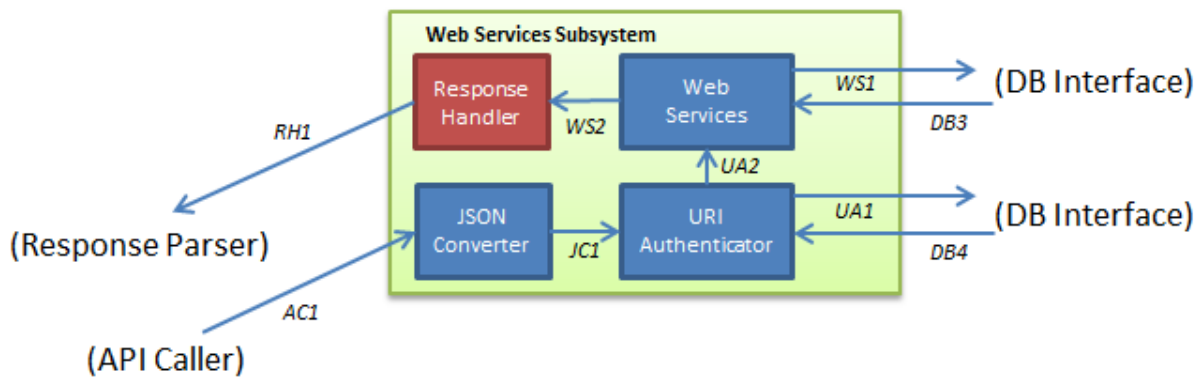 Web Services Subsystem
Response
Handler
Web
Services
WS1
(DB Interface)
DB3
WS2
RH1
UA2
JSON
Converter
URI
Authenticator
UA1
(DB Interface)
DB4
JC1
(Response Parser)
AC1
(API Caller)